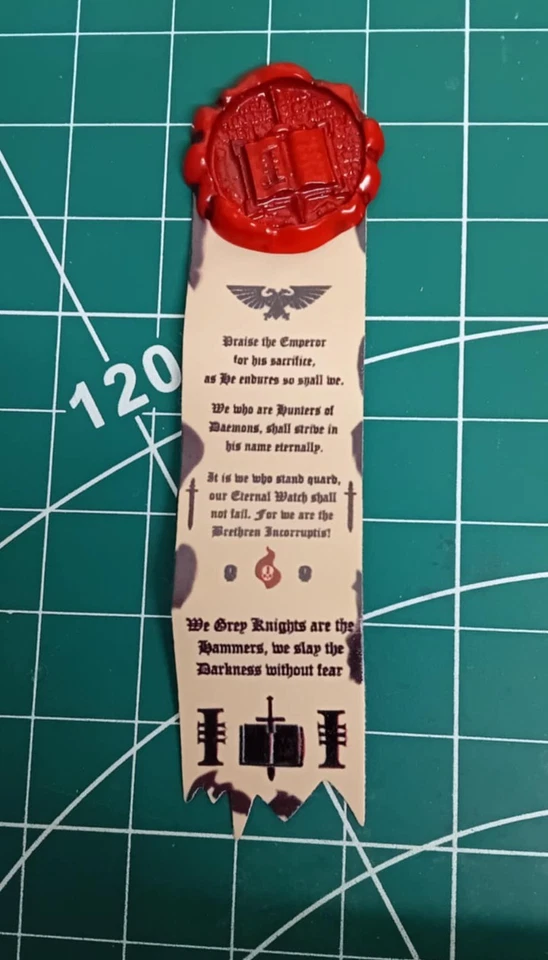 120
Praise the Emperor
for his sacrifice,
as He endures so shall we.
We who are Hunters of
Daemons, shall strive in
his name eternally.
It is we who stand guard,
our Eternal Watch shall
not fail. For we are the
Brethren Incorruptis!
We Grey Knights are the
Hammers, we slay the
Darkness without fear